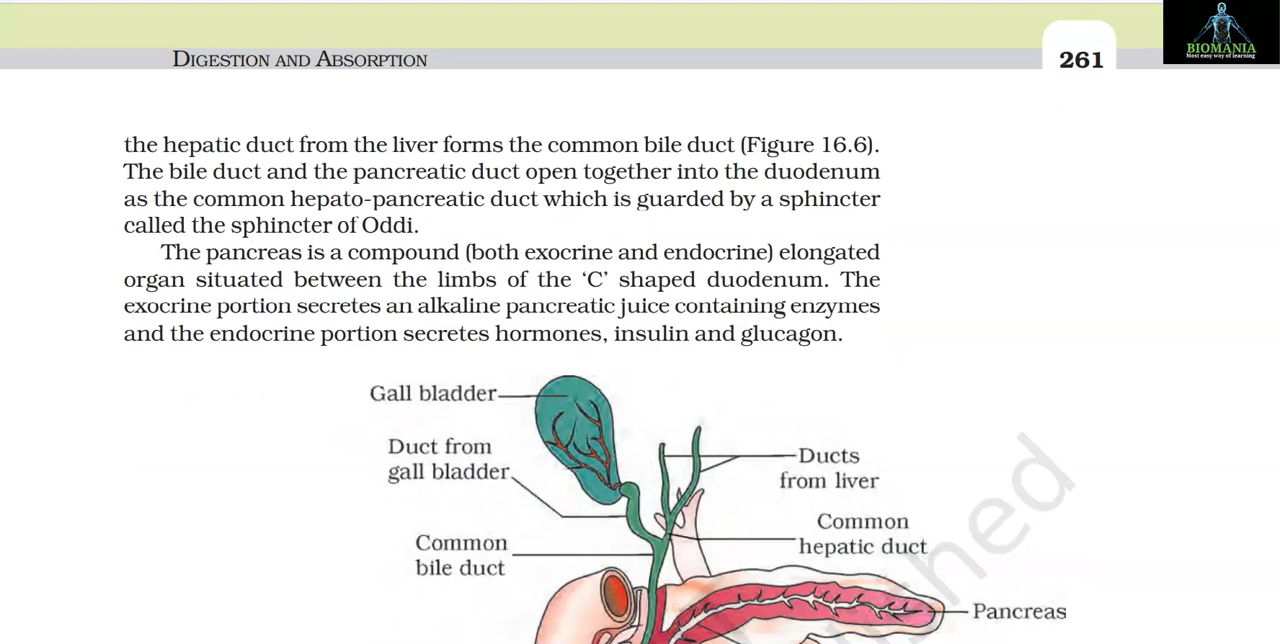 BIOMANIA
Most easy way of learning
DIGESTION AND ABSORPTION
261
the hepatic duct from the liver forms the common bile duct (Figure 16.6).
The bile duct and the pancreatic duct open together into the duodenum
as the common hepato-pancreatic duct which is guarded by a sphincter
called the sphincter of Oddi.
The pancreas is a compound (both exocrine and endocrine) elongated
organ situated between the limbs of the ‘C’ shaped duodenum. The
exocrine portion secretes an alkaline pancreatic juice containing enzymes
and the endocrine portion secretes hormones, insulin and glucagon.
Gall bladder
Duct from
gall bladder
Ducts
from liver
Common
hepatic duct
Common
bile duct
Pancreas